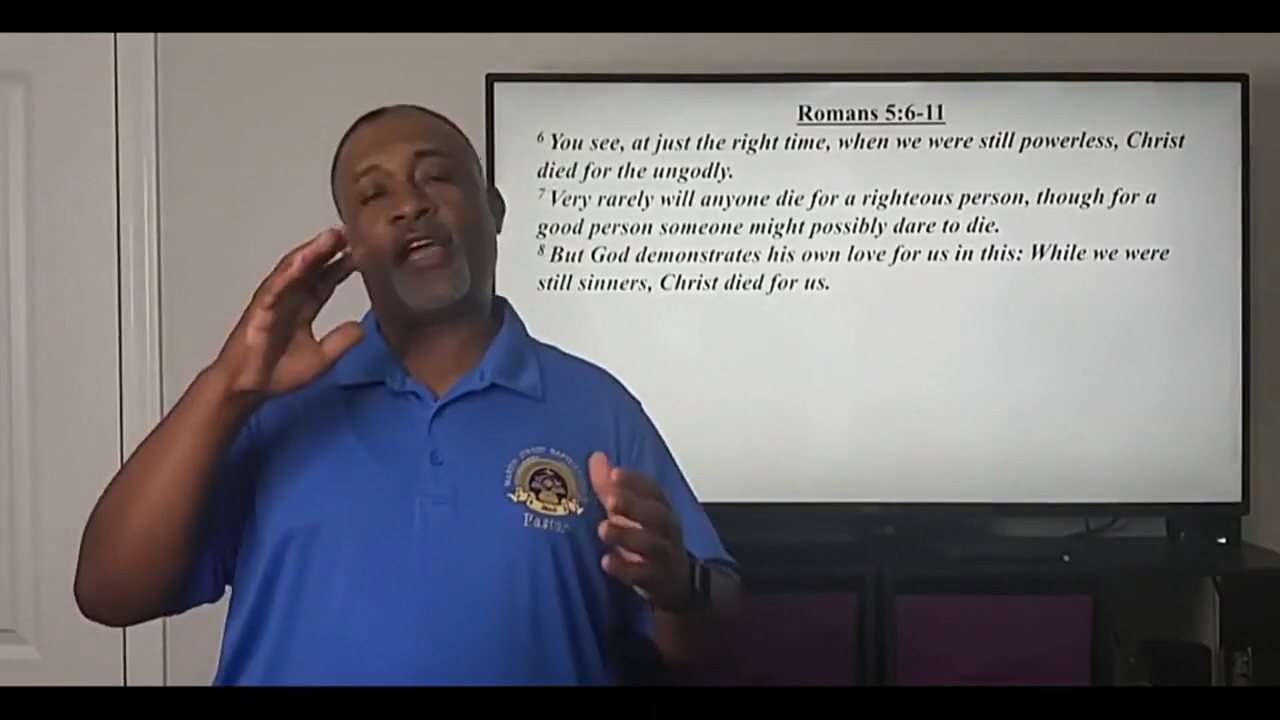 Romans 5:6-11
6 You see, at just the right time, when we were still powerless, Christ
died for the ungodly.
7 Very rarely will anyone die for a righteous person, though for a
good person someone might possibly dare to die.
8 But God demonstrates his own love for us in this: While we were
still sinners, Christ died for us.
Pastor